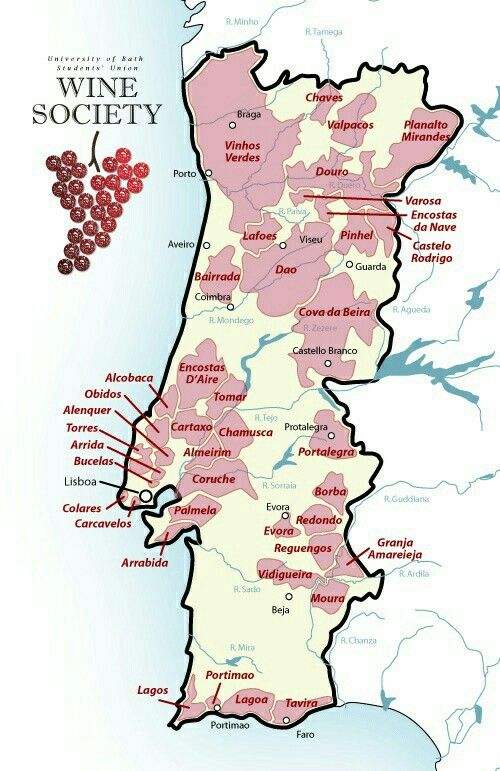 University of Bath
Students' Union
WINE
SOCIETY
R.Minho
R.Tamega
Chaves
Valpacos
Planalto
Mirandes
Braga
Vinhos
Verdes
Porto
Douro
R.Duero
Varosa
Encostas
da Nave
Castelo
Rodrigo
R.Paiva
Lafoes
Viseu
Pinhel
Aveiro
Dao
Guarda
Bairrada
Coimbra
R.Mondego
Cova da Beira
R.Agueda
R.Zezere
Castello Branco
Encostas
D'Aire
Alcobaca
Obidos
Alenquer
Torres
Arrida
Bucelas
Lisboa
Colares
Carcavelos
Tomar
R.Tejo
Cartaxo
Chamusca
Almeirim
Protalegra
Portalegra
Coruche
R.Sorraia
Borba
R.Guddiana
Palmela
Evora
Evora
Redondo
Arrabida
Reguengos
Granja
Amareieja
Vidigueira
R.Ardila
R.Sado
Moura
Beja
R.Mira
R.Chanza
Portimao
Lagos
Lagoa
Tavira
Portimao
Faro